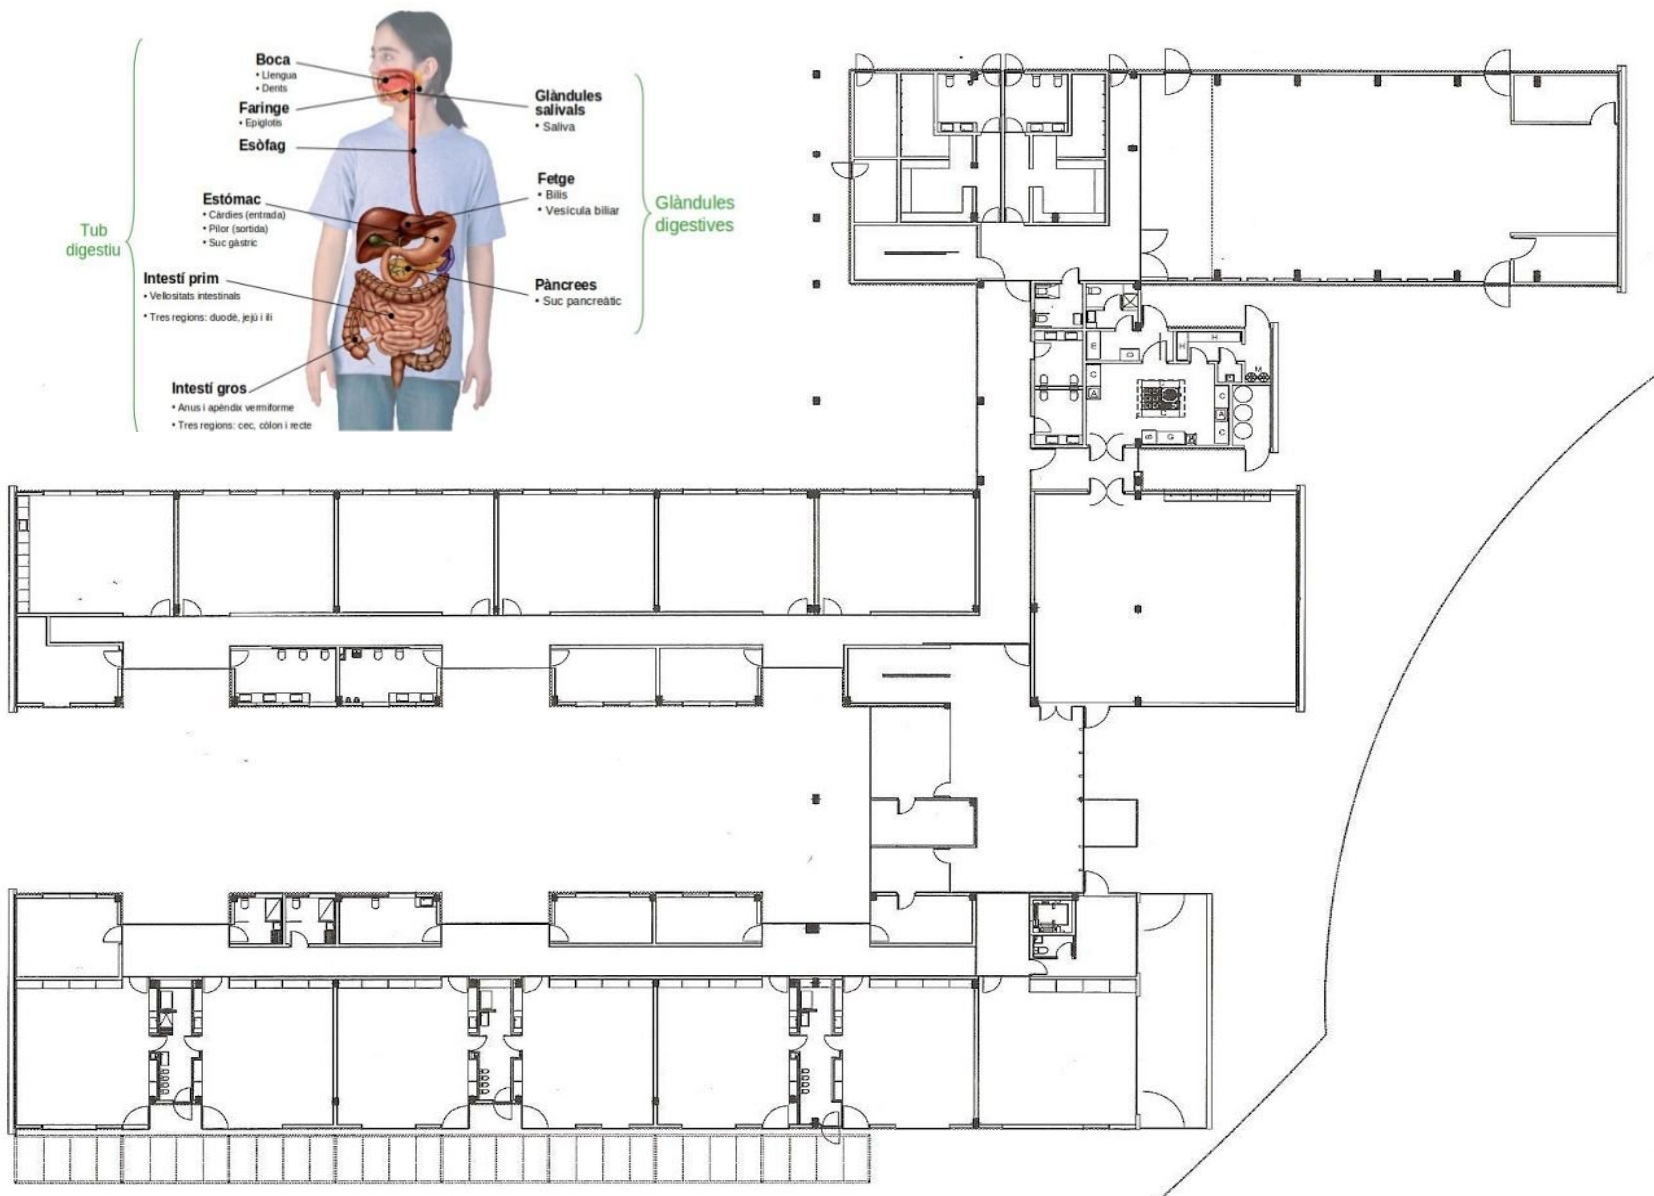 Boca
• Llengua
• Dents
Faringe
• Epiglotis
Esòfag
Estómac
• Càrdies (entrada)
• Pílor (sortida)
• Suc gàstric
Intestí prim
• Vellositats intestinals
• Tres regions: duodè, jejú i ili
Intestí gros
• Anus i apèndix vermiforme
• Tres regions: cec, còlon i recte
Tub
digestiu
Glàndules
salivals
• Saliva
Fetge
• Bilis
• Vesícula biliar
Pàncrees
• Suc pancreàtic
Glàndules
digestives
H
H
M
C
A
C
A
C
C
G